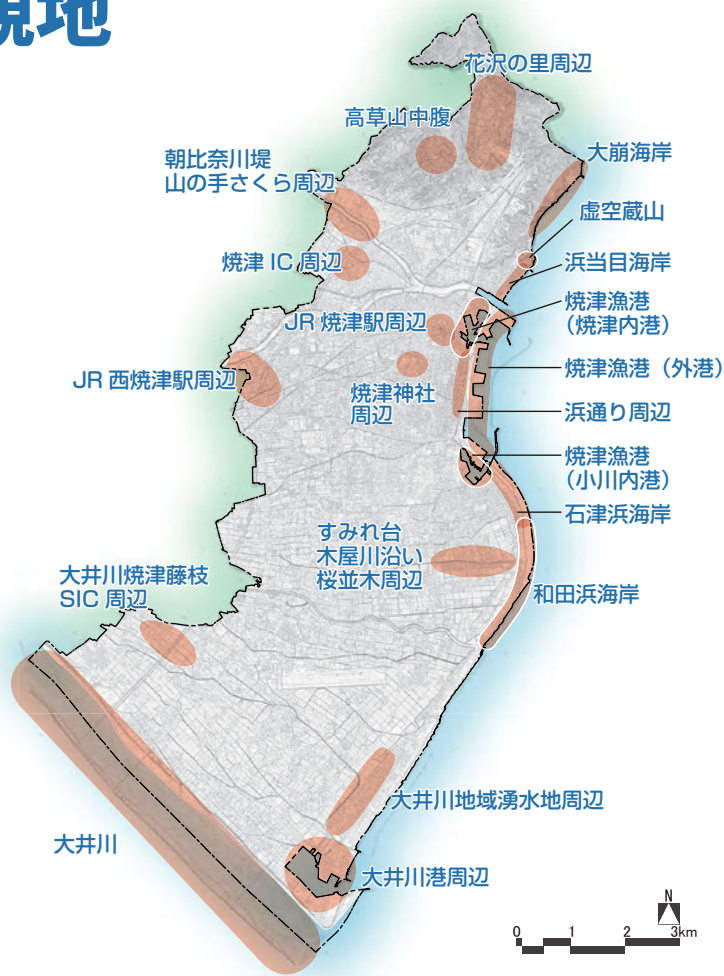 観地
花沢の里周辺
高草山中腹
大崩海岸
朝比奈川堤
山の手さくら周辺
虚空蔵山
焼津 IC 周辺
浜当目海岸
焼津漁港
(焼津内港)
JR 焼津駅周辺
焼津漁港(外港)
JR 西焼津駅周辺
焼津神社
周辺
浜通り周辺
焼津漁港
(小川内港)
石津浜海岸
すみれ台
木屋川沿い
桜並木周辺
大井川焼津藤枝
SIC 周辺
和田浜海岸
大井川地域湧水地周辺
大井川
大井川港周辺
N
0 1 2 3km